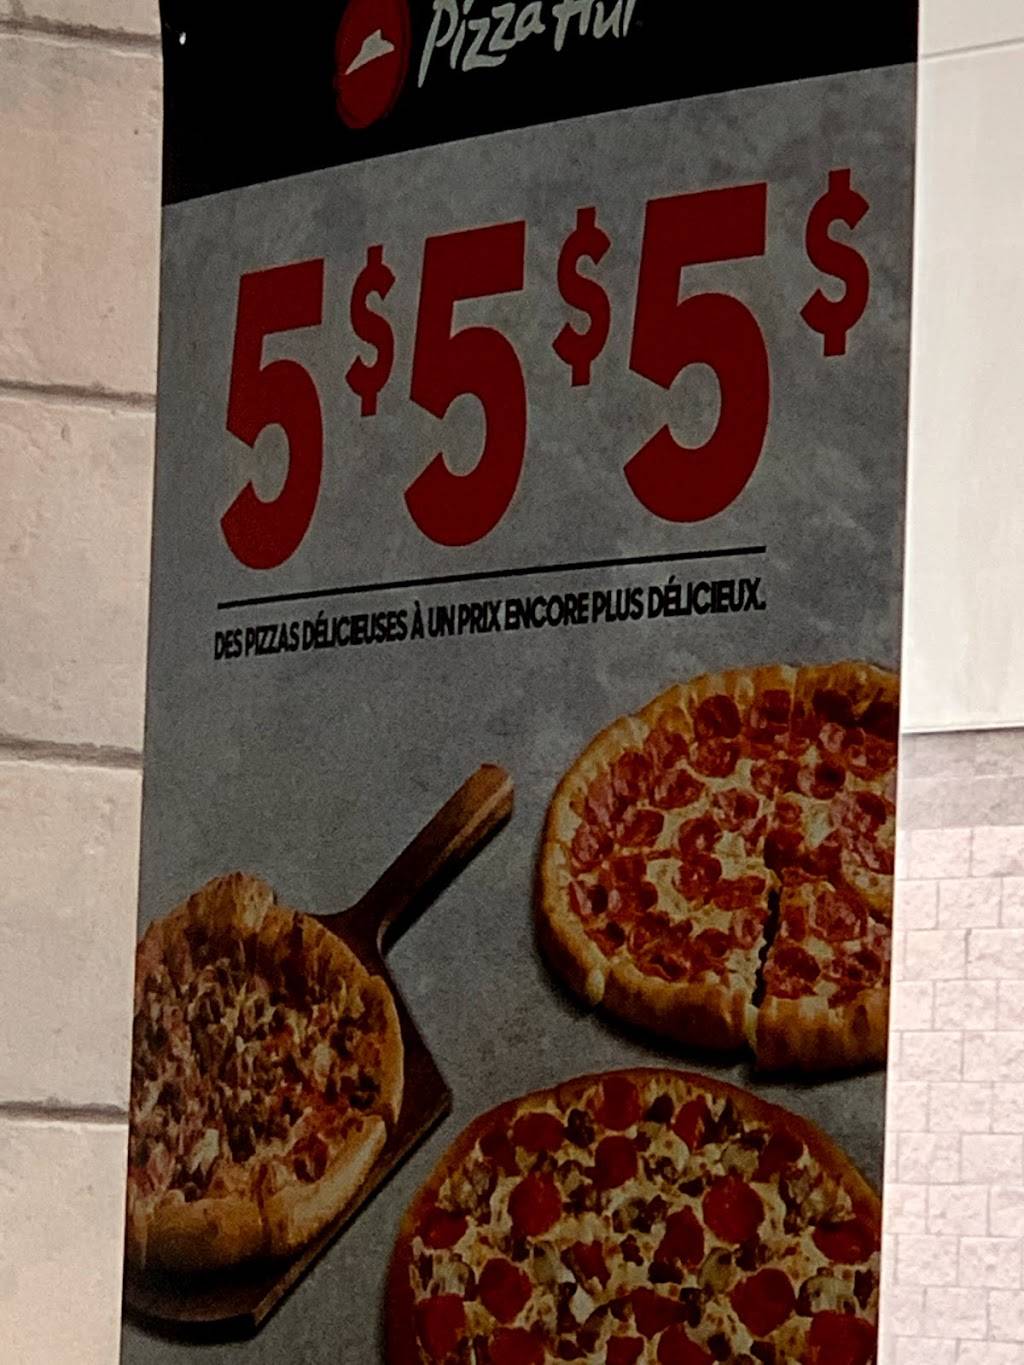 Pizza Hut
5$ 5$ 5$
DES PIZZAS DÉLICIEUSES À UN PRIX ENCORE PLUS DÉLICIEUX.